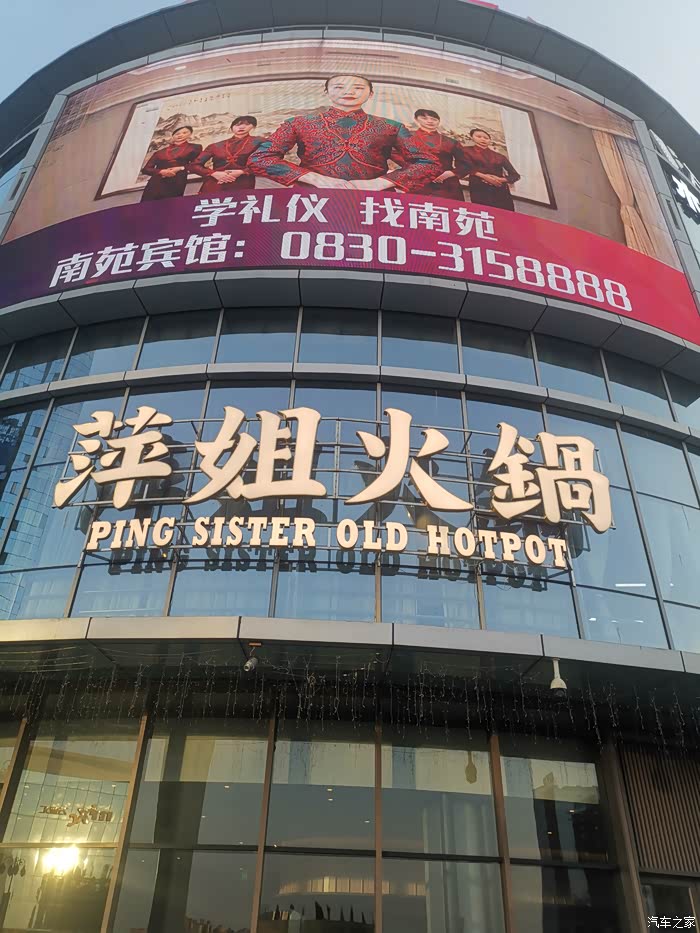 学礼仪 找南苑
南苑宾馆：0830-3158888
萍姐火鍋
PING SISTER OLD HOTPOT
汽车之家